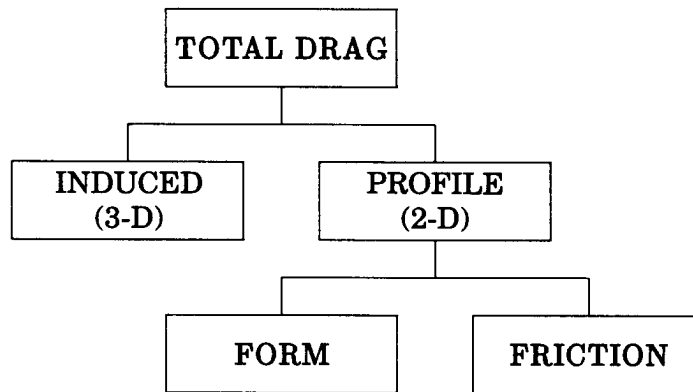 TOTAL DRAG
INDUCED
(3-D)
PROFILE
(2-D)
FORM
FRICTION